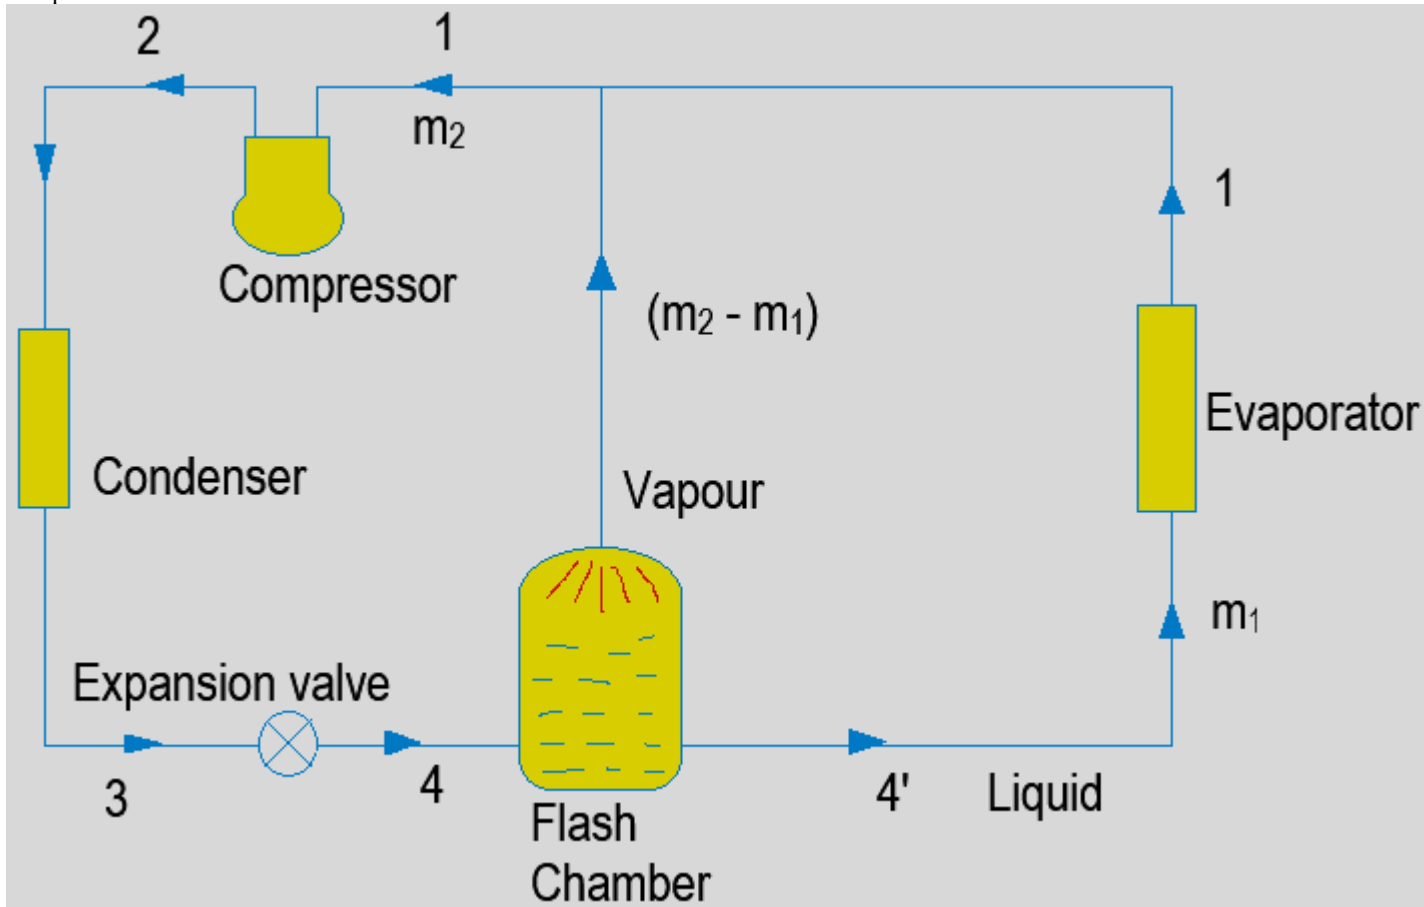 2
1
m₂
1
Compressor
(m₂ - m₁)
Evaporator
Condenser
Vapour
m₁
Expansion valve
3
4
4'
Liquid
Flash
Chamber